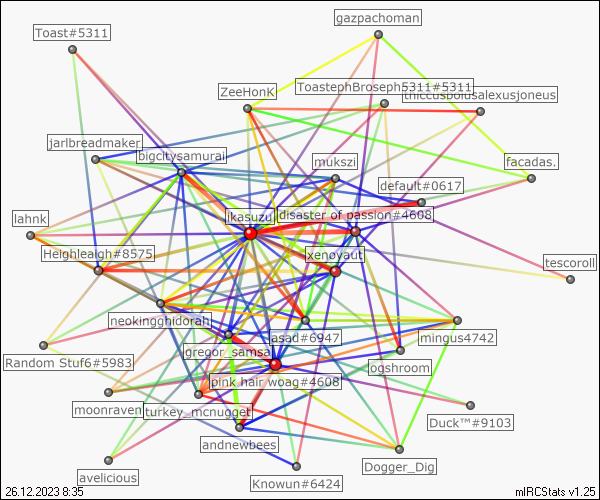 gazpachoman
Toast#5311
ZeeHonK
ToastephBroseph5311#5311
thiccusbolusalexusjoneus
jarlbreadmaker
bigcitysamurai
mukszi
facadas.
default#0617
lahnk
ikasuzu
disaster of passion#4608
Heighleigh#8575
xenoyaut
tescoroll
neokingghidorah
asad#6947
mingus4742
gregor_samsa
Random Stuf6#5983
ogshroom
pink hair woag#4608
moonraven
turkey_mcnugget
Duck™#9103
andnewbees
Dogger_Dig
avelicious
Knowun#6424
26.12.2023 8:35
mIRCStats v1.25